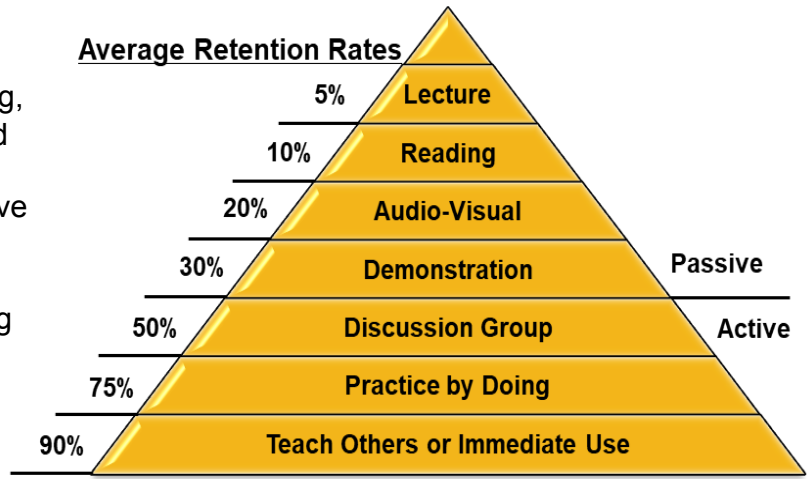 Average Retention Rates
5% Lecture
10% Reading
20% Audio-Visual
30% Demonstration
Passive
50% Discussion Group
Active
75% Practice by Doing
90% Teach Others or Immediate Use